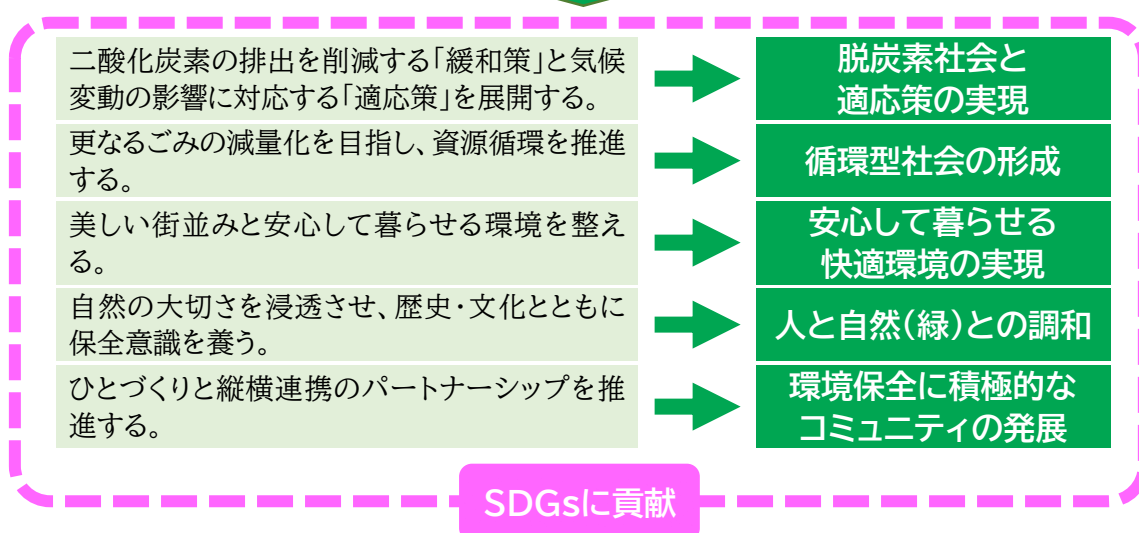 二酸化炭素の排出を削減する「緩和策」と気候
変動の影響に対応する「適応策」を展開する。
脱炭素社会と
適応策の実現
更なるごみの減量化を目指し、資源循環を推進
する。
循環型社会の形成
美しい街並みと安心して暮らせる環境を整え
る。
安心して暮らせる
快適環境の実現
自然の大切さを浸透させ、歴史・文化とともに
保全意識を養う。
人と自然(緑)との調和
ひとづくりと縦横連携のパートナーシップを推
進する。
環境保全に積極的な
コミュニティの発展
SDGsに貢献